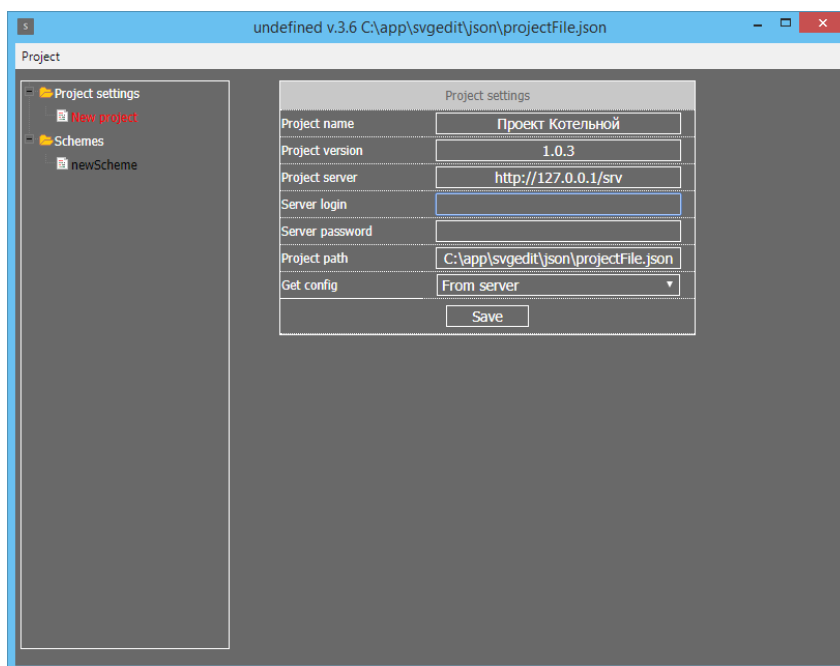 s
undefined v.3.6 C:\app\svgedit\json\projectFile.json
Project
Project settings
New project
Schemes
newScheme
Project settings
Project name Проект Котельной
Project version 1.0.3
Project server http://127.0.0.1/srv
Server login
Server password
Project path C:\app\svgedit\json\projectFile.json
Get config From server
Save